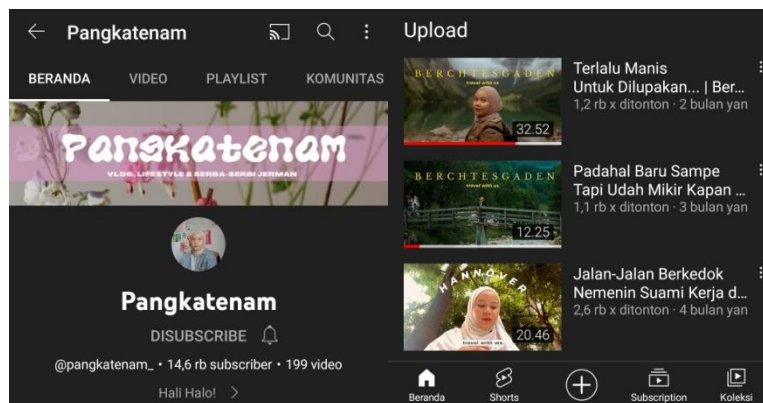 Pangkatenam
BERANDA VIDEO PLAYLIST KOMUNITAS
Pangkatenam
VLOG, LIFESTYLE & SERBA-SERBI JERMAN
Pangkatenam
DISUBSCRIBE
@pangkatenam_ • 14,6 rb subscriber • 199 video
Hali Halo! >
Upload
BERCHTESGADEN
travel with us
32.52
Terlalu Manis
Untuk Dilupakan... | Ber...
1,2 rb x ditonton · 2 bulan yan
BERCHTESGADEN
travel with us
12.25
Padahal Baru Sampe
Tapi Udah Mikir Kapan ...
1,1 rb x ditonton · 3 bulan yan
HANNOVER
travel with me
20.46
Jalan-Jalan Berkedok
Nemenin Suami Kerja d...
2,6 rb x ditonton · 4 bulan yan
Beranda Shorts Subscription Koleksi